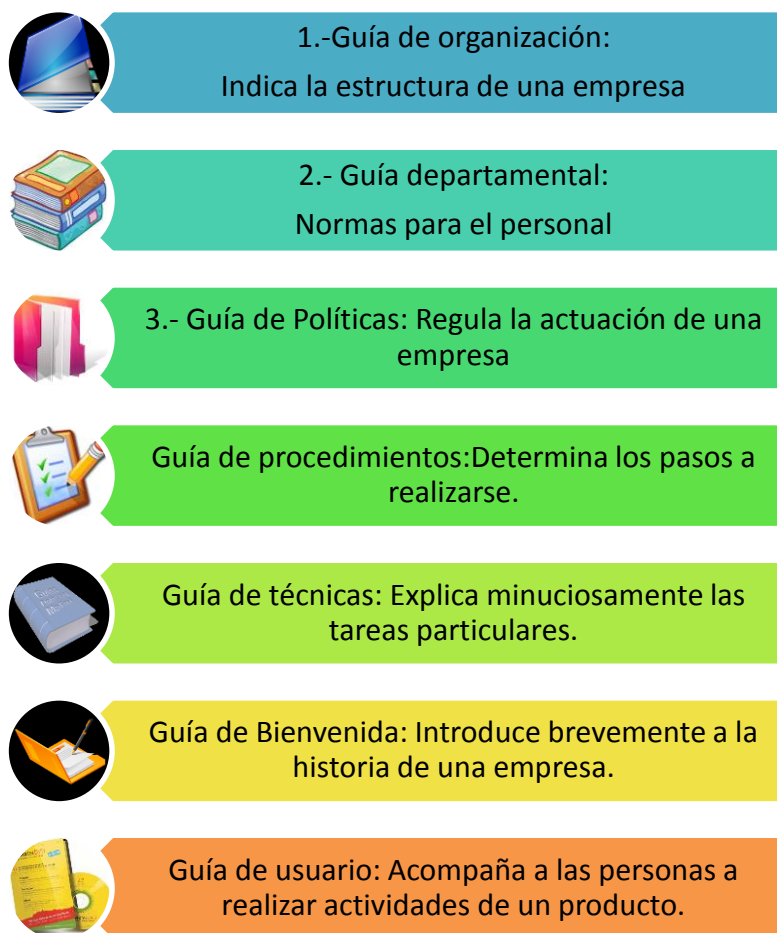 1.-Guía de organización:
Indica la estructura de una empresa
2.- Guía departamental:
Normas para el personal
3.- Guía de Políticas: Regula la actuación de una
empresa
Guía de procedimientos:Determina los pasos a
realizarse.
Guía de técnicas: Explica minuciosamente las
tareas particulares.
Guía de Bienvenida: Introduce brevemente a la
historia de una empresa.
Guía de usuario: Acompaña a las personas a
realizar actividades de un producto.